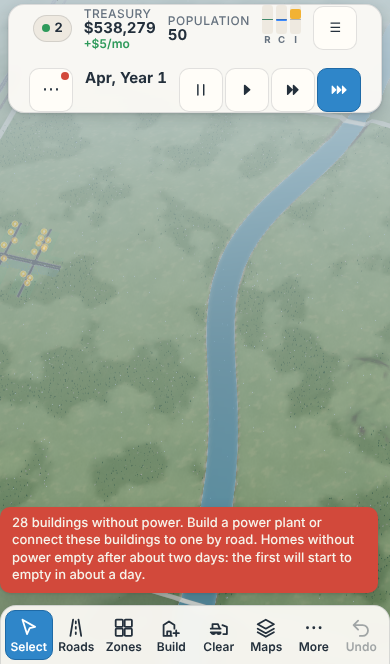 2
TREASURY
$538,279
+$5/mo
POPULATION
50
R C I
Apr, Year 1
28 buildings without power. Build a power plant or
connect these buildings to one by road. Homes without
power empty after about two days: the first will start to
empty in about a day.
Select Roads Zones Build Clear Maps More Undo